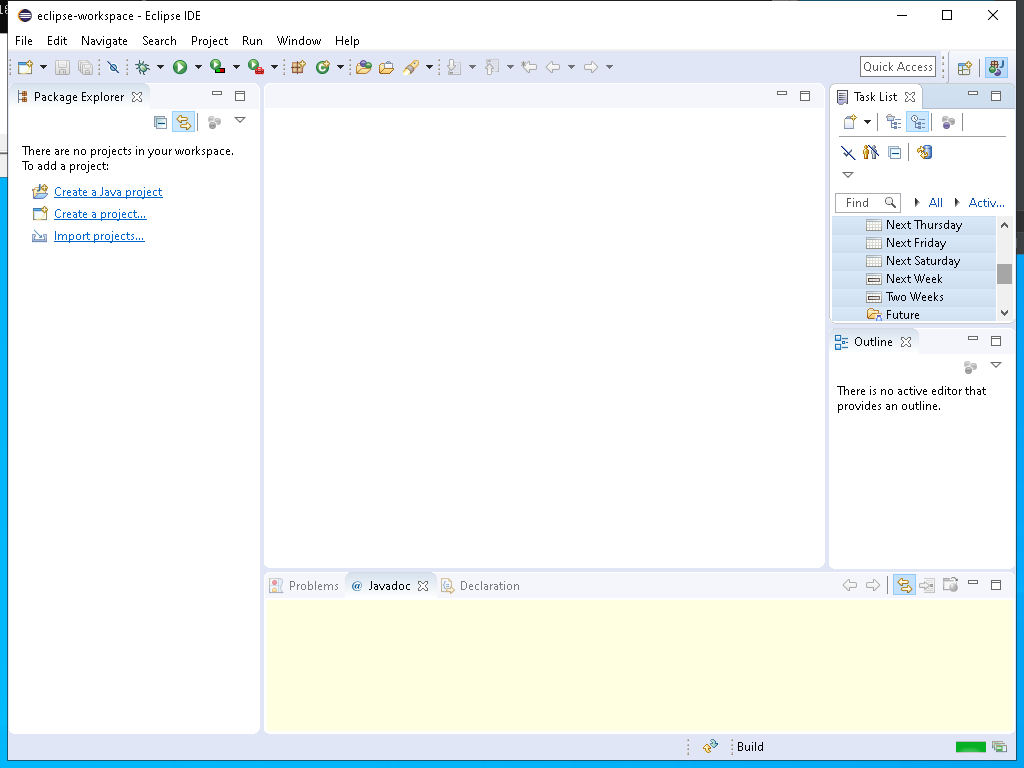 eclipse-workspace - Eclipse IDE
File Edit Navigate Search Project Run Window Help
Quick Access
Package Explorer
There are no projects in your workspace.
To add a project:
Create a Java project
Create a project...
Import projects...
Task List
Find All Activ...
Next Thursday
Next Friday
Next Saturday
Next Week
Two Weeks
Future
Outline
There is no active editor that
provides an outline.
Problems @ Javadoc Declaration
Build